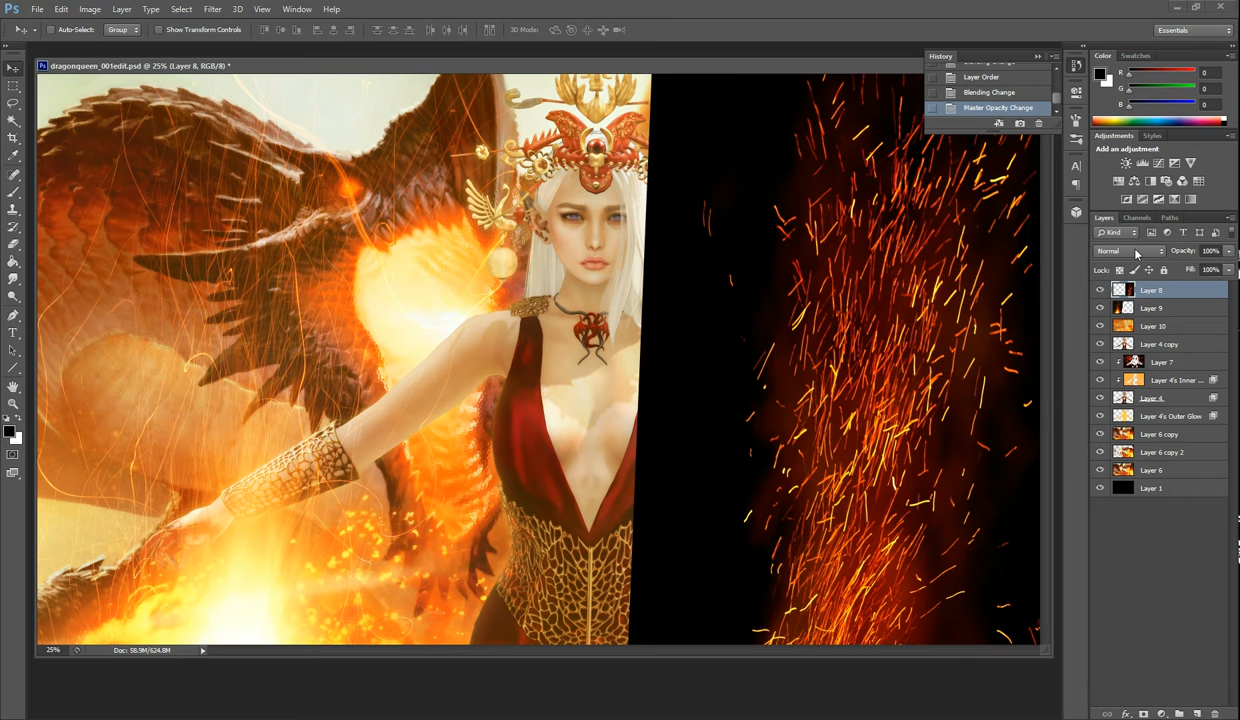 Ps File Edit Image Layer Type Select Filter 3D View Window Help
Auto-Select: Group Show Transform Controls 3D Mode: Essentials
dragonqueen_001edit.psd @ 25% (Layer 8, RGB/8) *
History
Layer Order
Blending Change
Master Opacity Change
Color Swatches
R 0
G 0
B 0
Adjustments Styles
Add an adjustment
Layers Channels Paths
Kind
Normal Opacity: 100%
Lock: Fill: 100%
Layer 8
Layer 9
Layer 10
Layer 4 copy
Layer 7
Layer 4's Inner ...
Layer 4
Layer 4's Outer Glow
Layer 6 copy
Layer 6 copy 2
Layer 6
Layer 1
25% Doc: 58.9M/624.8M